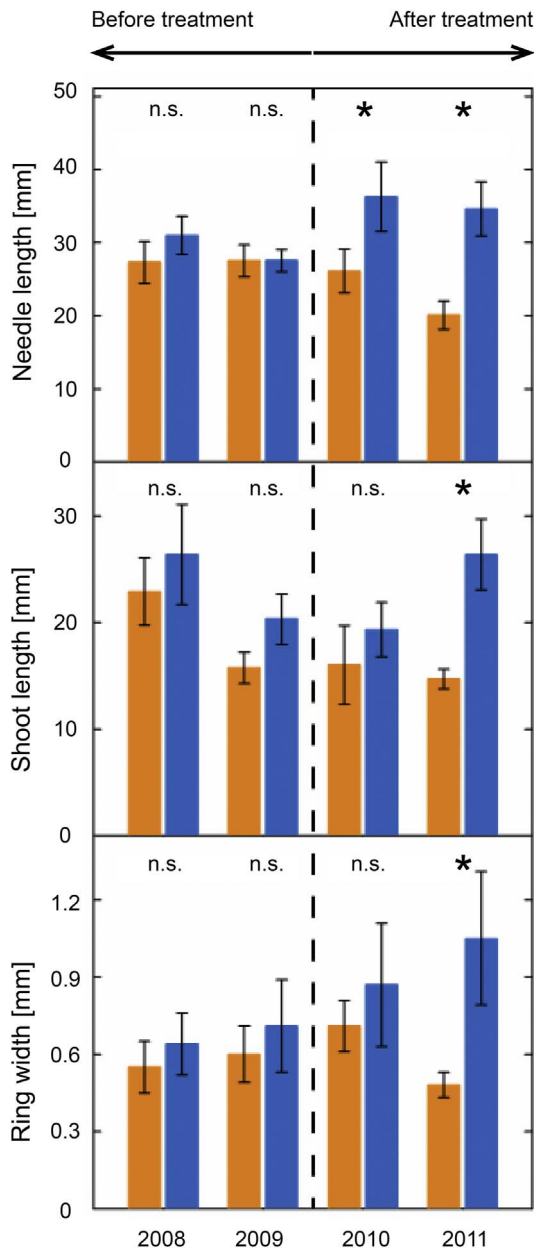 Before treatment After treatment
50
n.s. n.s. * *
40
30
20
10
0
Needle length [mm]
n.s. n.s. n.s. *
30
20
10
0
Shoot length [mm]
n.s. n.s. n.s. *
1.2
0.9
0.6
0.3
0
Ring width [mm]
2008 2009 2010 2011